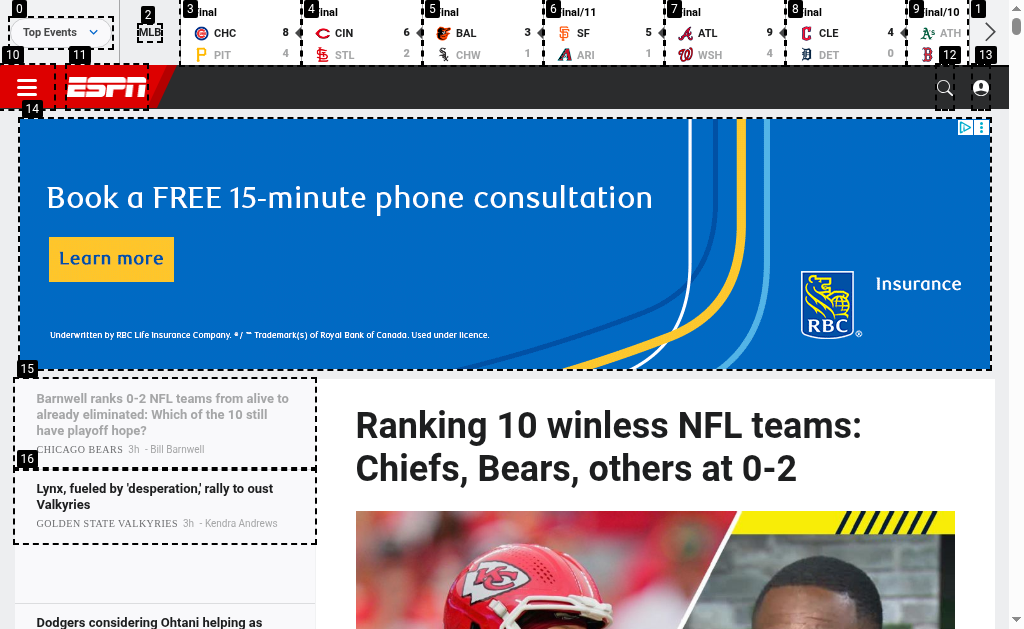 0
Top Events
2
MLB
3
Final
CHC 8
PIT 4
4
Final
CIN 6
STL 2
5
Final
BAL 3
CHW 1
6
Final/11
SF 5
ARI 1
7
Final
ATL 9
WSH 4
8
Final
CLE 4
DET 0
9
Final/10
ATH
1
10
11
ESPN
12
13
14
Book a FREE 15-minute phone consultation
Learn more
Insurance
RBC
®
Underwritten by RBC Life Insurance Company. ® / ™ Trademark(s) of Royal Bank of Canada. Used under licence.
15
Barnwell ranks 0-2 NFL teams from alive to
already eliminated: Which of the 10 still
have playoff hope?
CHICAGO BEARS 3h - Bill Barnwell
16
Lynx, fueled by 'desperation,' rally to oust
Valkyries
GOLDEN STATE VALKYRIES 3h - Kendra Andrews
Dodgers considering Ohtani helping as
Ranking 10 winless NFL teams:
Chiefs, Bears, others at 0-2
KC